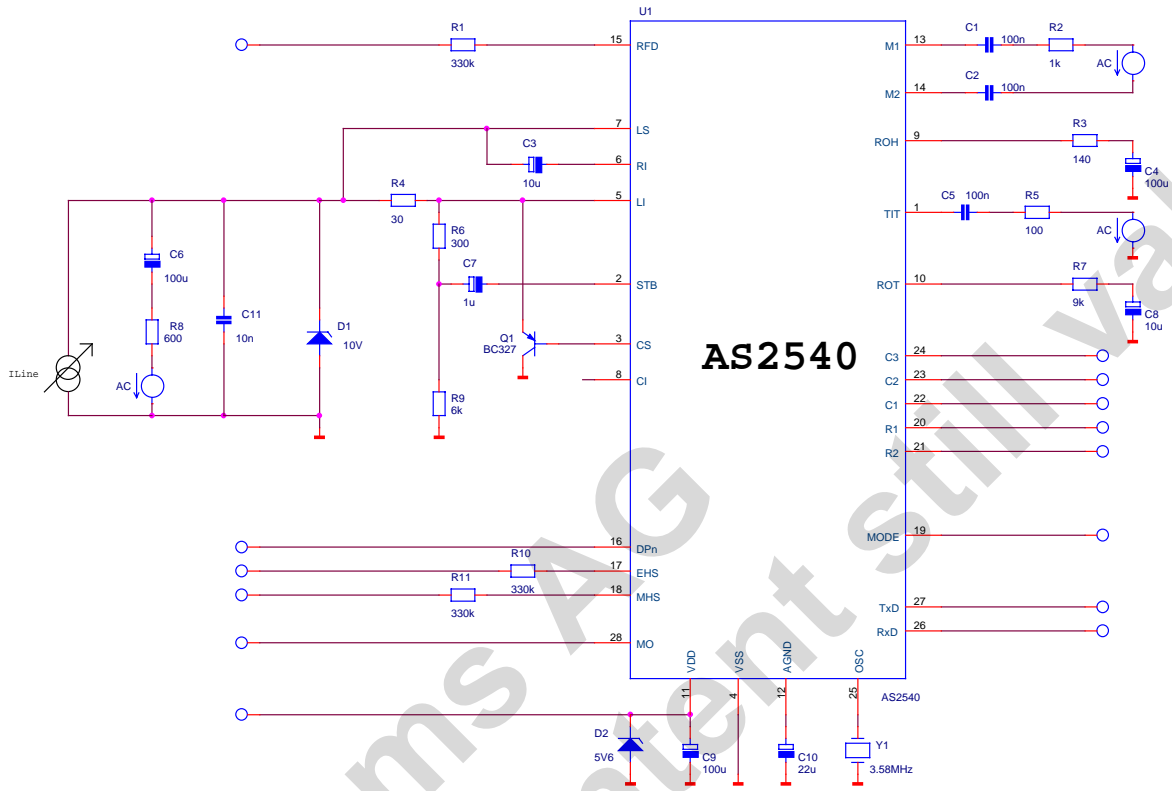 U1
R1
330k
15
RFD
M1
13
C1
100n
R2
1k
AC
C2
100n
M2
14
7
LS
C3
10u
6
RI
ROH
9
R3
140
C4
100u
R4
30
5
LI
TIT
1
C5
100n
R5
100
AC
R6
300
C7
1u
2
STB
ROT
10
R7
9k
C8
10u
C6
100u
R8
600
AC
C11
10n
D1
10V
ILine
Q1
BC327
3
CS
8
CI
R9
6k
AS2540
C3
24
C2
23
C1
22
R1
20
R2
21
MODE
19
TxD
27
RxD
26
16
DPn
R10
330k
17
EHS
R11
330k
18
MHS
28
MO
VDD
11
VSS
4
AGND
12
OSC
25
AS2540
D2
5V6
C9
100u
C10
22u
Y1
3.58MHz
ms AG
tent still val